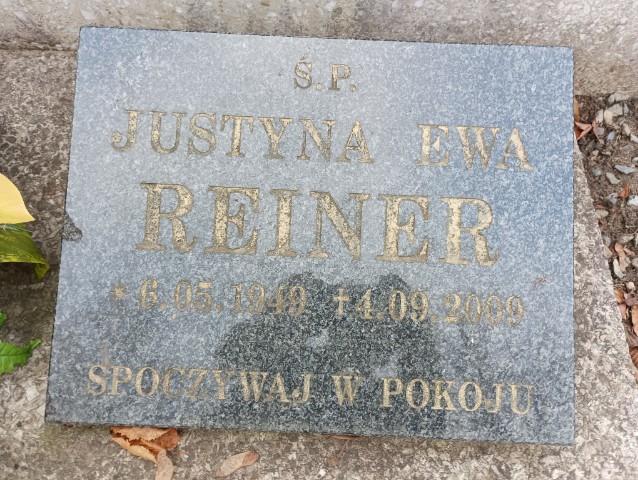 Ś.P.
JUSTYNA EWA
REINER
* 6.05.1949 † 4.09.2009
SPOCZYWAJ W POKOJU